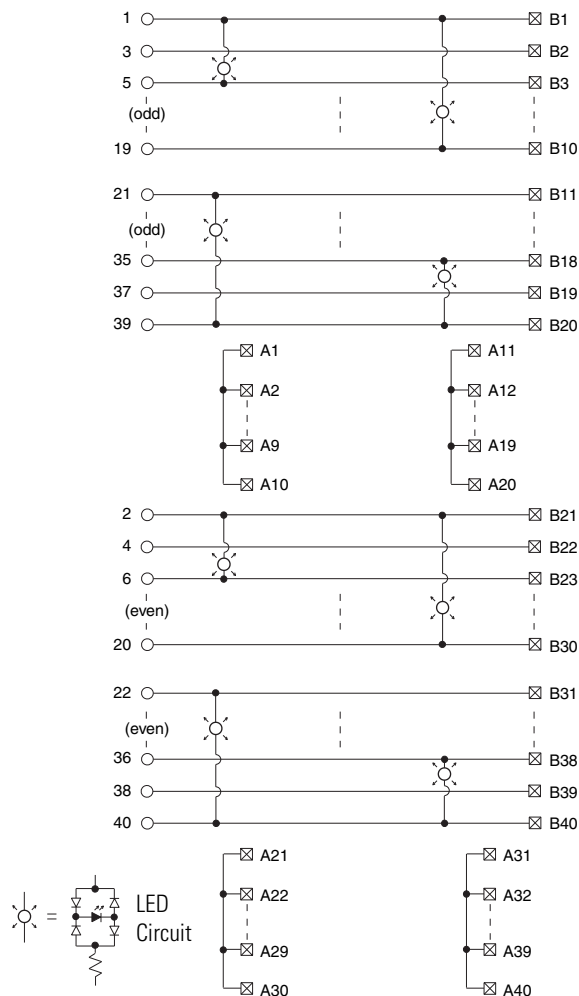 1 B1
3 B2
5 B3
(odd)
19 B10
21 B11
(odd)
35 B18
37 B19
39 B20
A1 A11
A2 A12
A9 A19
A10 A20
2 B21
4 B22
6 B23
(even)
20 B30
22 B31
(even)
36 B38
38 B39
40 B40
A21 A31
A22 A32
= LED
Circuit
A29 A39
A30 A40